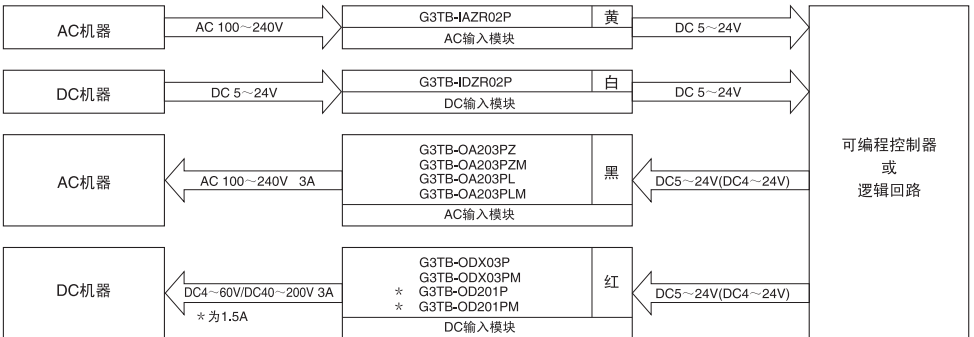 AC机器
AC 100～240V
G3TB-IAZR02P
黄
AC输入模块
DC 5～24V
DC机器
DC 5～24V
G3TB-IDZR02P
白
DC输入模块
DC 5～24V
AC机器
AC 100～240V 3A
G3TB-OA203PZ
G3TB-OA203PZM
G3TB-OA203PL
G3TB-OA203PLM
黑
AC输入模块
DC5～24V(DC4～24V)
DC机器
DC4～60V/DC40～200V 3A
＊为1.5A
G3TB-ODX03P
G3TB-ODX03PM
＊ G3TB-OD201P
＊ G3TB-OD201PM
红
DC输入模块
DC5～24V(DC4～24V)
可编程控制器
或
逻辑回路